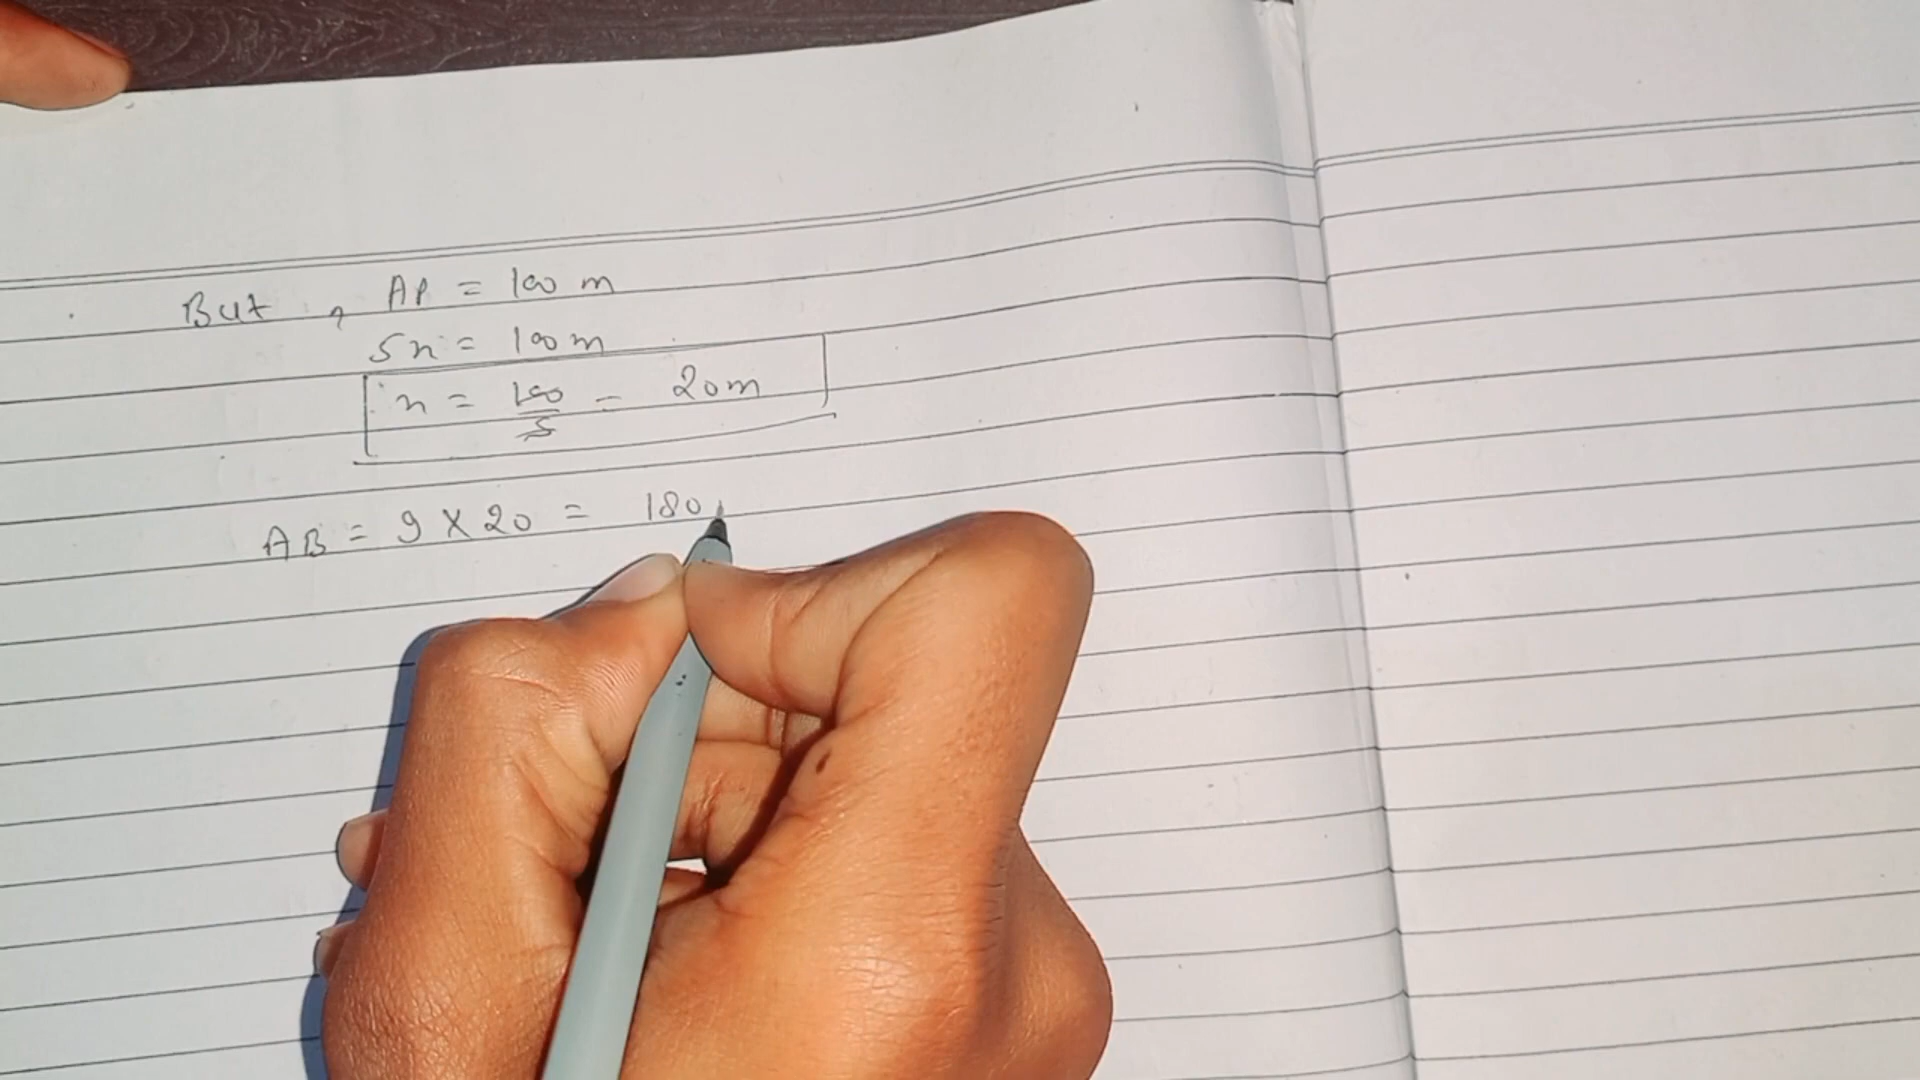 But, AP = 100 m
5x = 100 m
x = 100/5 = 20m
AB = 9 X 20 = 180